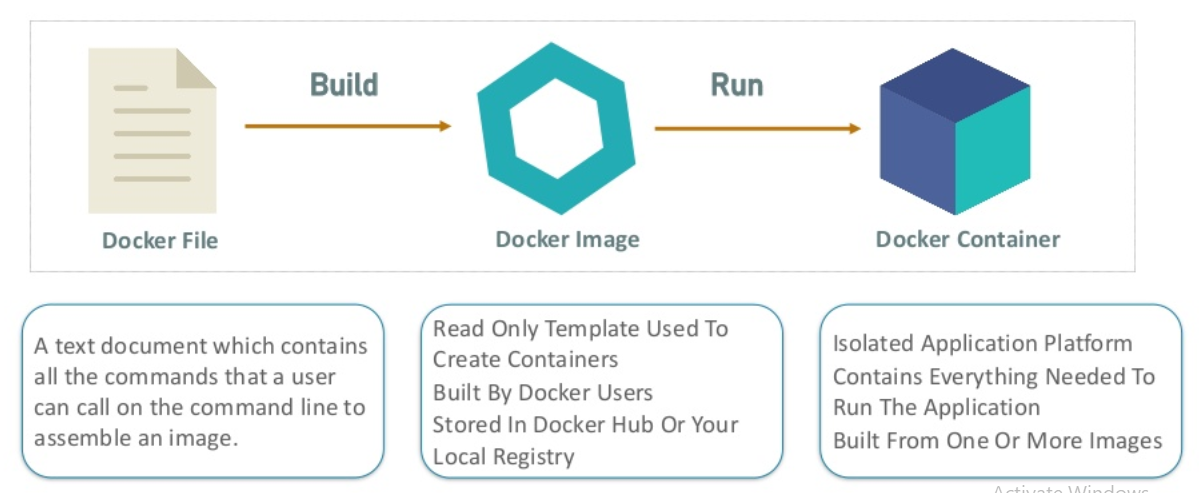 Build
Run
Docker File
Docker Image
Docker Container
A text document which contains
all the commands that a user
can call on the command line to
assemble an image.
Read Only Template Used To
Create Containers
Built By Docker Users
Stored In Docker Hub Or Your
Local Registry
Isolated Application Platform
Contains Everything Needed To
Run The Application
Built From One Or More Images
Activate Windows